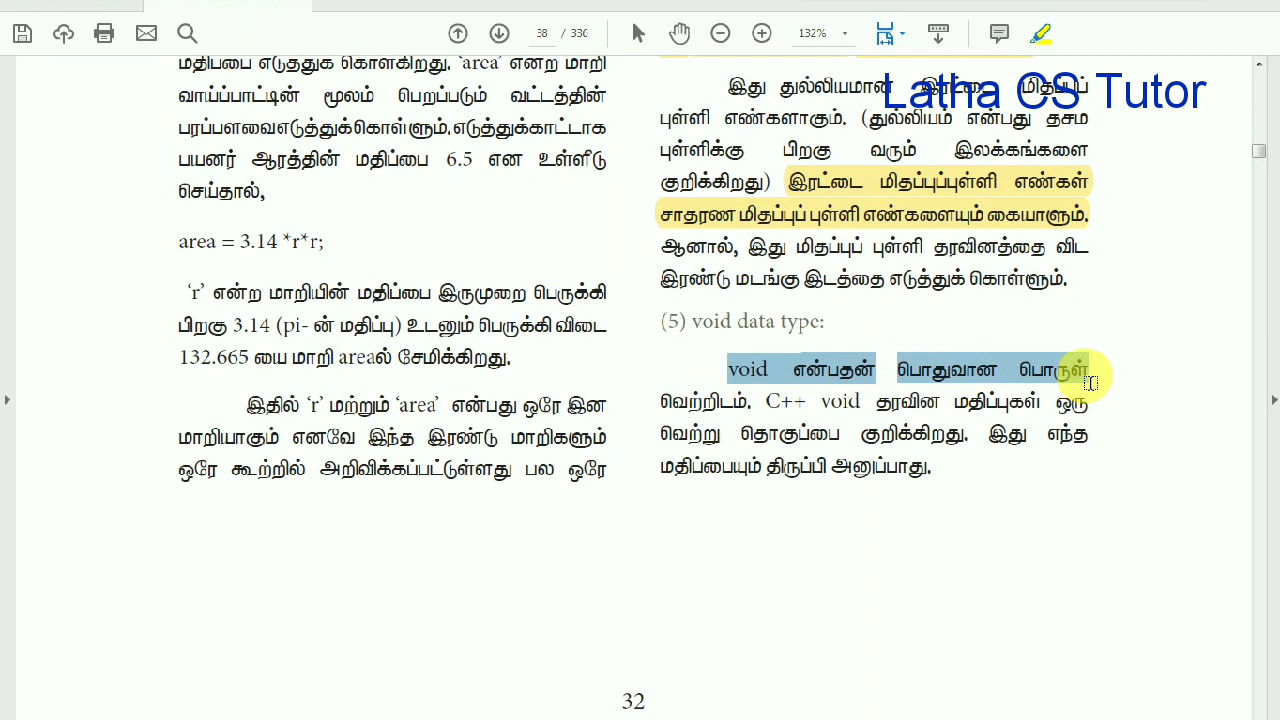 38 / 330
132%
Latha CS Tutor
மதிப்பை எடுத்துக் கொள்கிறது. ‘area’ என்ற மாறி
வாய்ப்பாட்டின் மூலம் பெறப்படும் வட்டத்தின்
பரப்பளவை எடுத்துக்கொள்ளும். எடுத்துக்காட்டாக
பயனர் ஆரத்தின் மதிப்பை 6.5 என உள்ளீடு
செய்தால்,
area = 3.14 *r*r;
‘r’ என்ற மாறியின் மதிப்பை இருமுறை பெருக்கி
பிறகு 3.14 (pi- ன் மதிப்பு) உடனும் பெருக்கி விடை
132.665 யை மாறி areaல் சேமிக்கிறது.
இதில் ‘r’ மற்றும் ‘area’ என்பது ஒரே இன
மாறியாகும் எனவே இந்த இரண்டு மாறிகளும்
ஒரே கூற்றில் அறிவிக்கப்பட்டுள்ளது பல ஒரே
இது துல்லியமான இரட்டை மிதப்புப்
புள்ளி எண்களாகும். (துல்லியம் என்பது தசம
புள்ளிக்கு பிறகு வரும் இலக்கங்களை
குறிக்கிறது) இரட்டை மிதப்புப்புள்ளி எண்கள்
சாதரண மிதப்புப் புள்ளி எண்களையும் கையாளும்.
ஆனால், இது மிதப்புப் புள்ளி தரவினத்தை விட
இரண்டு மடங்கு இடத்தை எடுத்துக் கொள்ளும்.
(5) void data type:
void என்பதன் பொதுவான பொருள்
வெற்றிடம். C++ void தரவின மதிப்புகள் ஒரு
வெற்று தொகுப்பை குறிக்கிறது. இது எந்த
மதிப்பையும் திருப்பி அனுப்பாது.
32